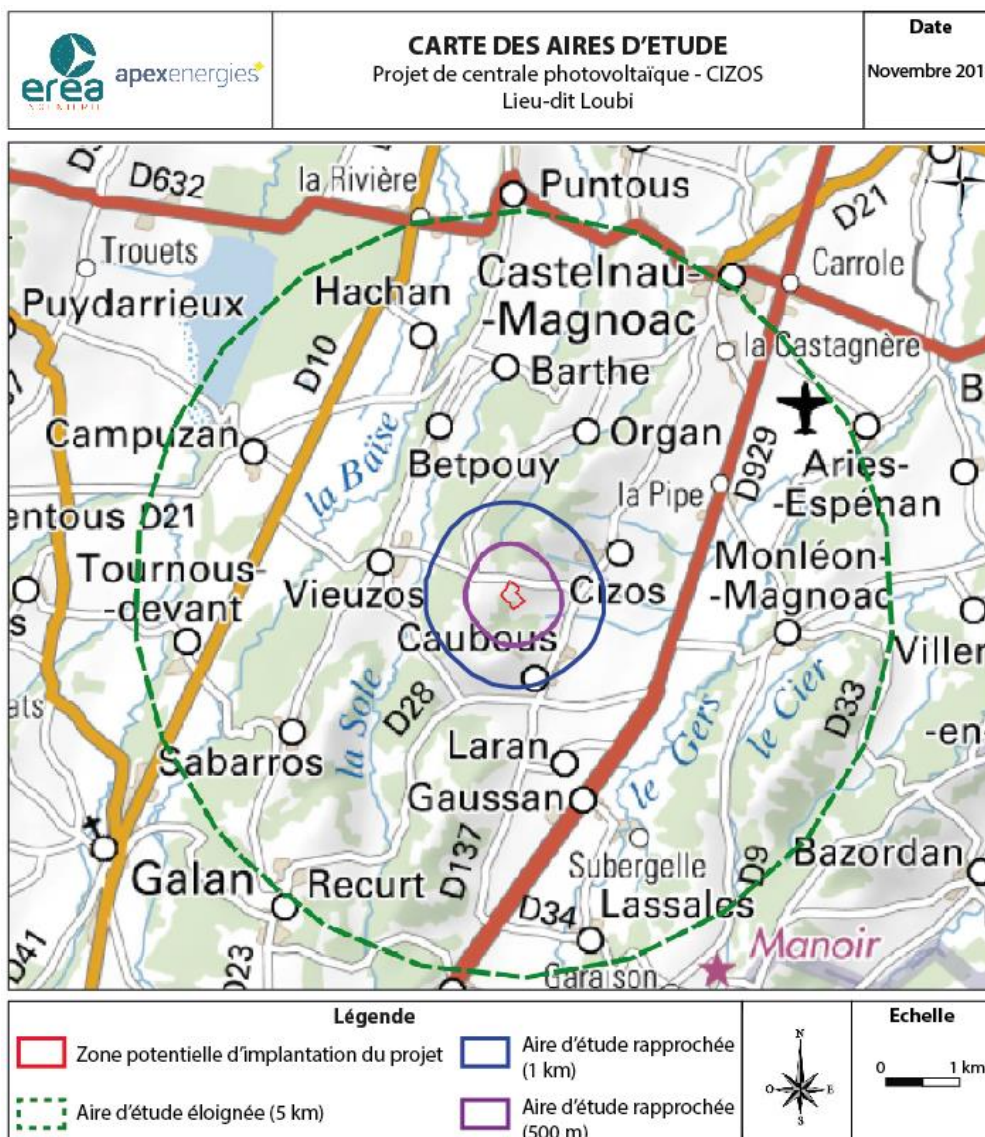 erea
INGENIERIE
apexenergies
CARTE DES AIRES D'ETUDE
Projet de centrale photovoltaïque - CIZOS
Lieu-dit Loubi
Date
Novembre 201
D632
la Rivière
Puntous
D21
Trouets
Castelnau-
-Magnoac
Carrole
Puydarrieux
Hachan
D10
la Castagnère
Barthe
B
Campuzan
la Baïse
Betpouy
Organ
D929
Aries-
-Espénan
la Pipe
entous
D21
Tournous-
-devant
Vieuzos
Cizos
Monléon-
-Magnoac
Caubous
Viller
ats
la Sole
D28
le Gers
le Cier
D33
-en-
Sabarros
Laran
Gaussan
D137
Subergelle
D9
Bazordan
Galan
Recurt
D34
Lassales
D41
D23
Manoir
Garaison
Légende
Zone potentielle d'implantation du projet
Aire d'étude rapprochée
(1 km)
Aire d'étude éloignée (5 km)
Aire d'étude rapprochée
(500 m)
N
O
E
S
Echelle
0 1 km